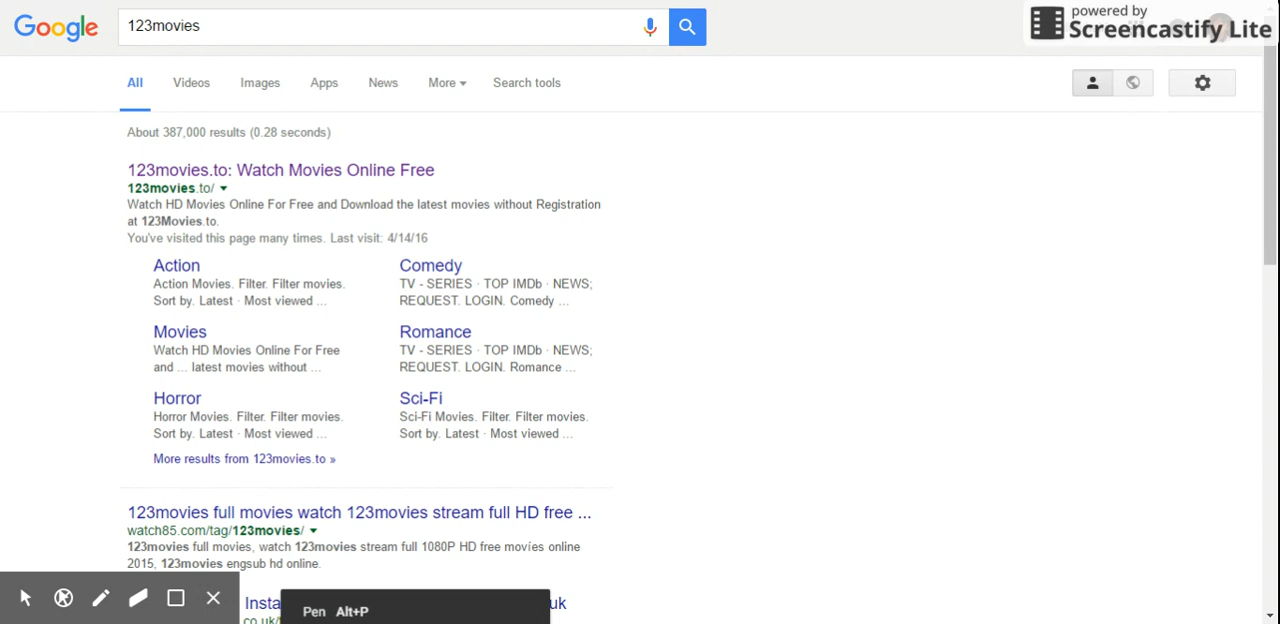 powered by
Screencastify Lite
Google
123movies
All Videos Images Apps News More Search tools
About 387,000 results (0.28 seconds)
123movies.to: Watch Movies Online Free
123movies.to/
Watch HD Movies Online For Free and Download the latest movies without Registration
at 123Movies.to.
You've visited this page many times. Last visit: 4/14/16
Action
Action Movies. Filter. Filter movies.
Sort by. Latest · Most viewed ...
Comedy
TV - SERIES · TOP IMDb · NEWS;
REQUEST. LOGIN. Comedy ...
Movies
Watch HD Movies Online For Free
and ... latest movies without ...
Romance
TV - SERIES · TOP IMDb · NEWS;
REQUEST. LOGIN. Romance ...
Horror
Horror Movies. Filter. Filter movies.
Sort by. Latest · Most viewed ...
Sci-Fi
Sci-Fi Movies. Filter. Filter movies.
Sort by. Latest · Most viewed ...
More results from 123movies.to »
123movies full movies watch 123movies stream full HD free ...
watch85.com/tag/123movies/
123movies full movies, watch 123movies stream full 1080P HD free movies online
2015, 123movies engsub hd online.
Insta uk
Pen Alt+P
co.uk/